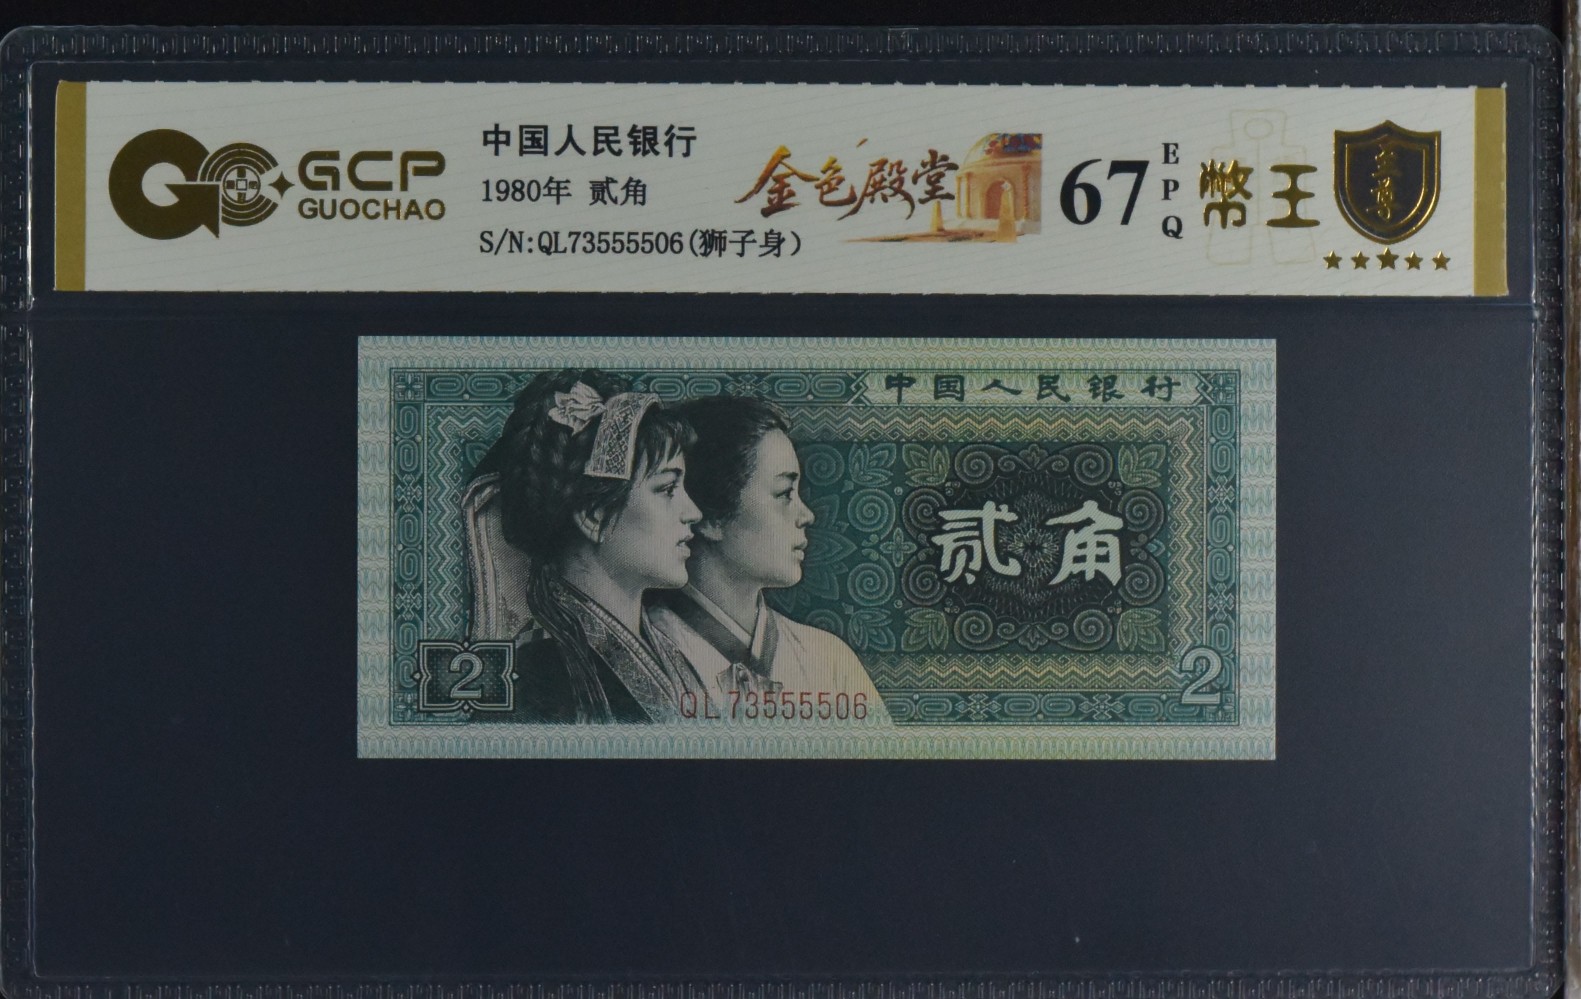 GCP
GUOCHAO
中国人民银行
1980年 贰角
S/N:QL73555506(狮子身)
金色殿堂
67
EPQ
幣王
至尊
中国人民银行
贰角
2
QL73555506
2